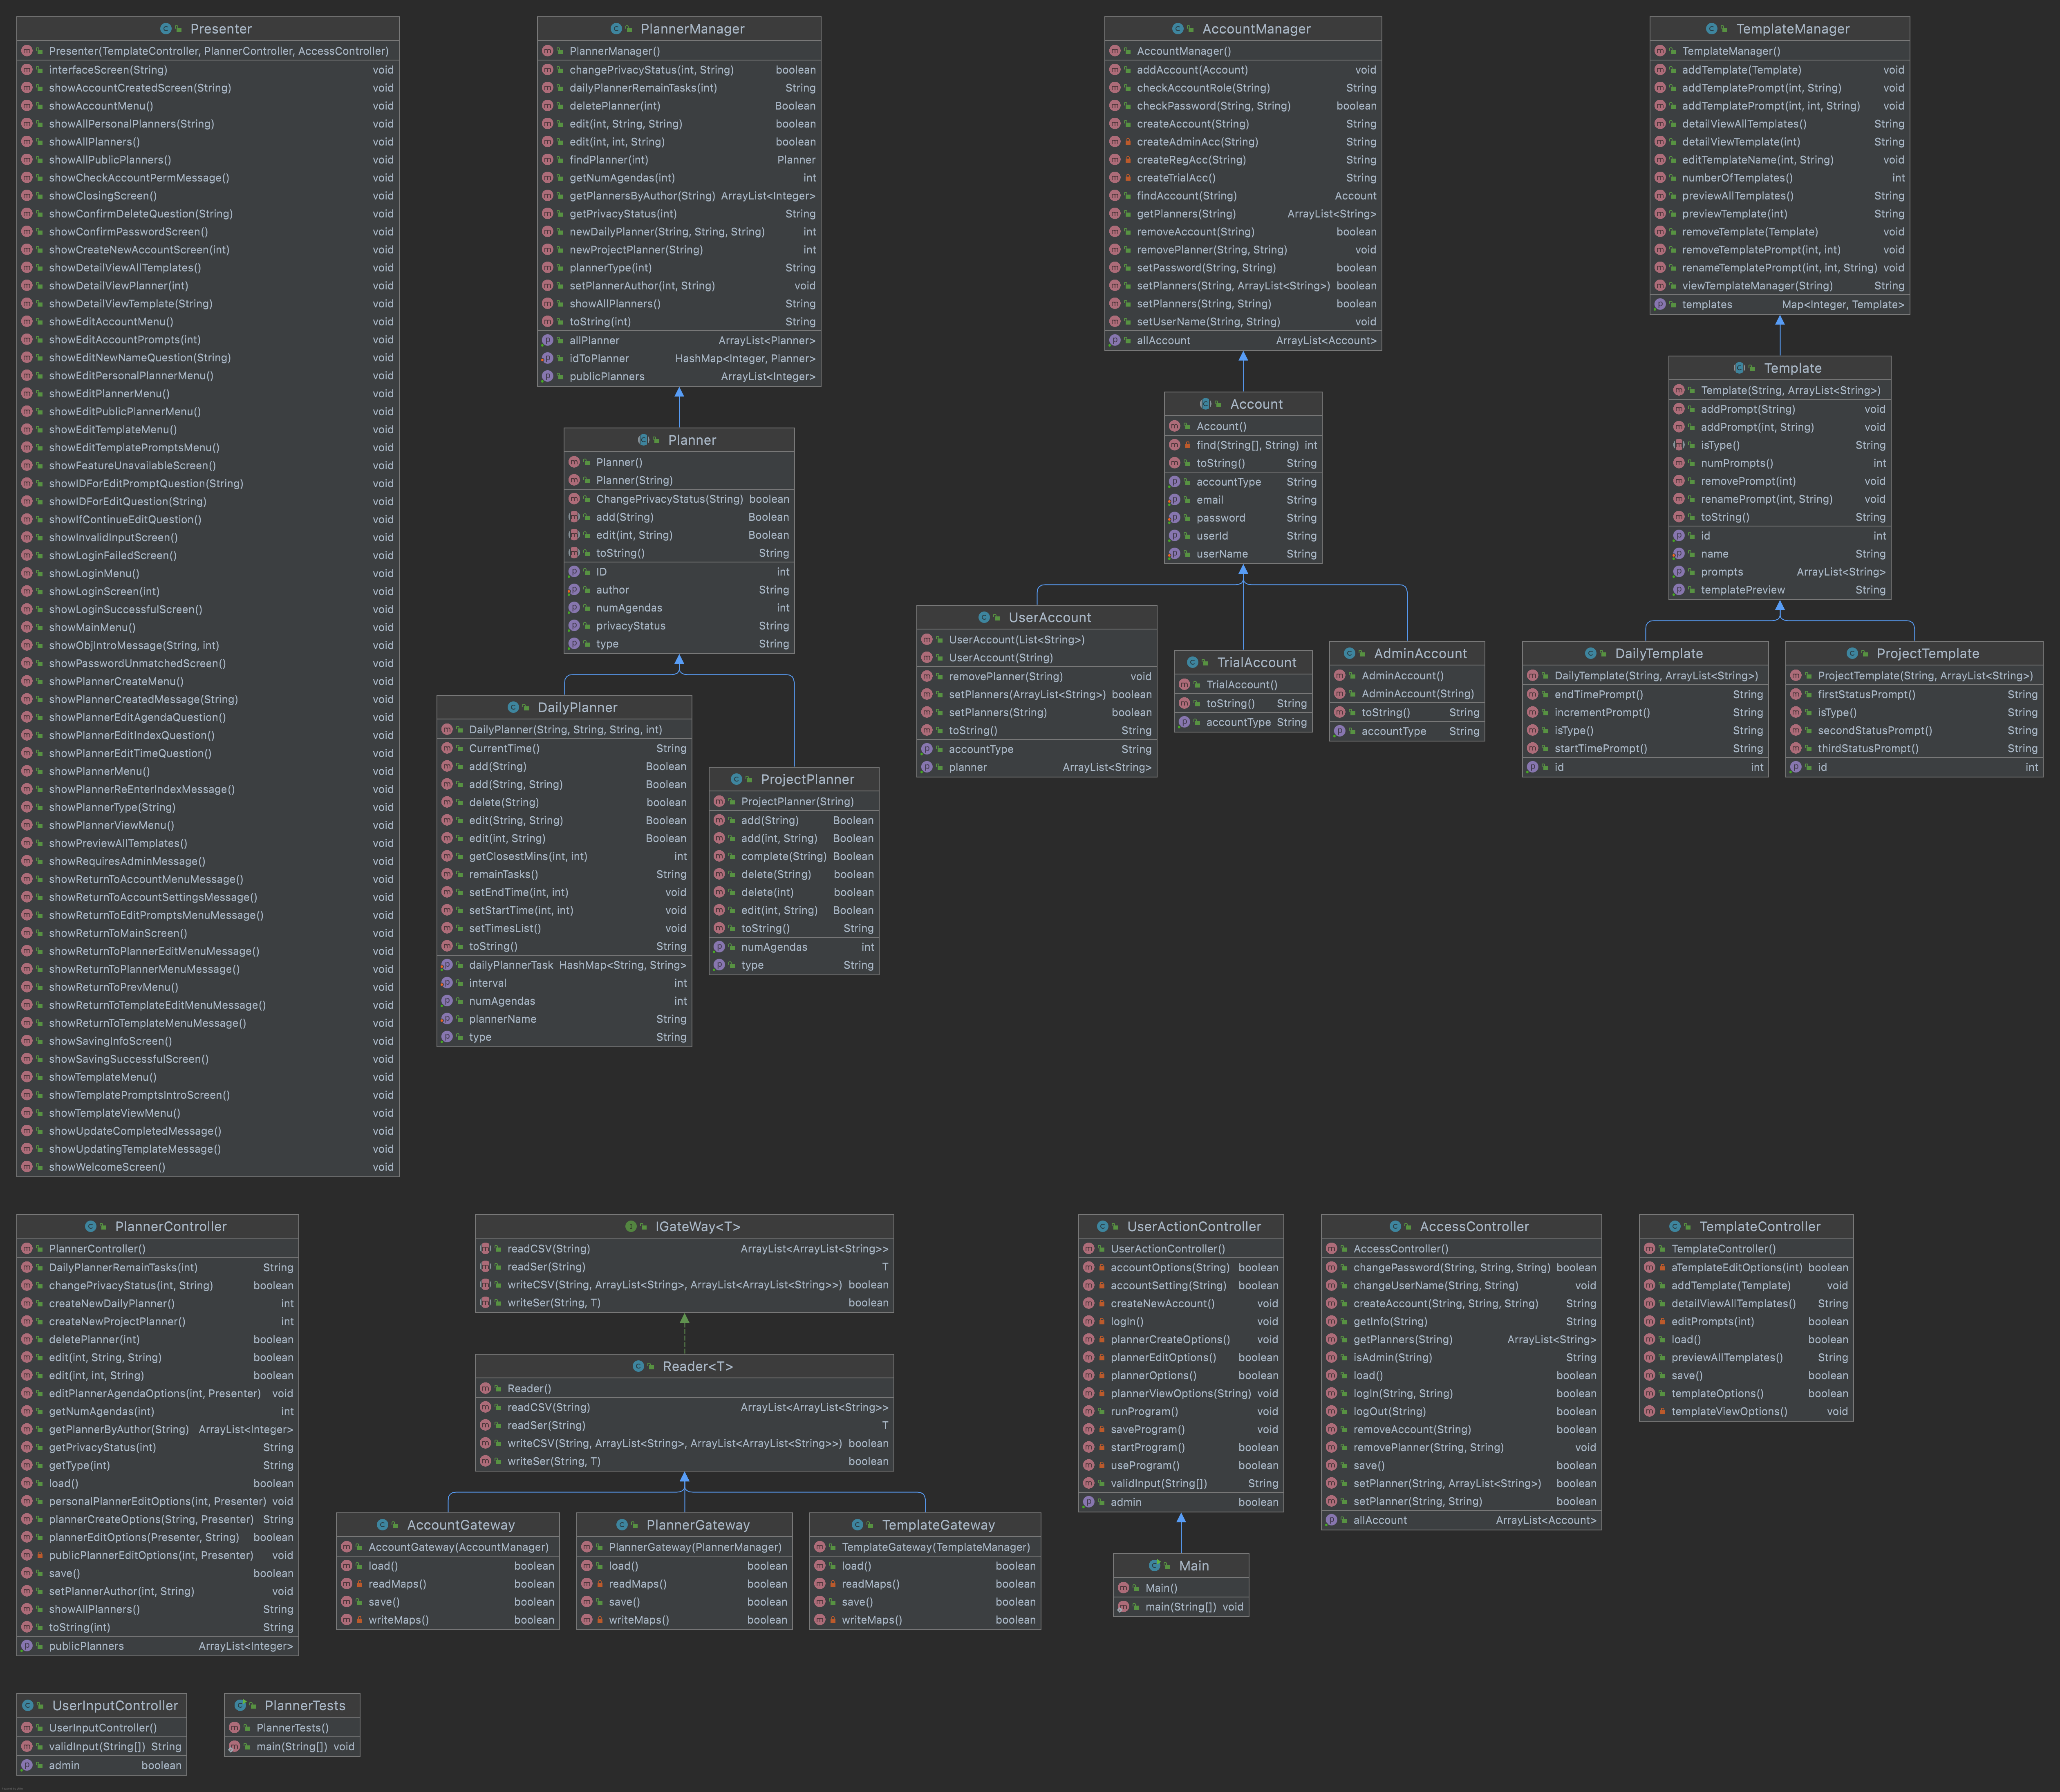 Presenter
Presenter(TemplateController, PlannerController, AccessController)
interfaceScreen(String) void
showAccountCreatedScreen(String) void
showAccountMenu() void
showAllPersonalPlanners(String) void
showAllPlanners() void
showAllPublicPlanners() void
showCheckAccountPermMessage() void
showClosingScreen() void
showConfirmDeleteQuestion(String) void
showConfirmPasswordScreen() void
showCreateNewAccountScreen(int) void
showDetailViewAllTemplates() void
showDetailViewPlanner(int) void
showDetailViewTemplate(String) void
showEditAccountMenu() void
showEditAccountPrompts(int) void
showEditNewNameQuestion(String) void
showEditPersonalPlannerMenu() void
showEditPlannerMenu() void
showEditPublicPlannerMenu() void
showEditTemplateMenu() void
showEditTemplatePromptsMenu() void
showFeatureUnavailableScreen() void
showIDForEditPromptQuestion(String) void
showIDForEditQuestion(String) void
showIfContinueEditQuestion() void
showInvalidInputScreen() void
showLoginFailedScreen() void
showLoginMenu() void
showLoginScreen(int) void
showLoginSuccessfulScreen() void
showMainMenu() void
showObjIntroMessage(String, int) void
showPasswordUnmatchedScreen() void
showPlannerCreateMenu() void
showPlannerCreatedMessage(String) void
showPlannerEditAgendaQuestion() void
showPlannerEditIndexQuestion() void
showPlannerEditTimeQuestion() void
showPlannerMenu() void
showPlannerReEnterIndexMessage() void
showPlannerType(String) void
showPlannerViewMenu() void
showPreviewAllTemplates() void
showRequiresAdminMessage() void
showReturnToAccountMenuMessage() void
showReturnToAccountSettingsMessage() void
showReturnToEditPromptsMenuMessage() void
showReturnToMainScreen() void
showReturnToPlannerEditMenuMessage() void
showReturnToPlannerMenuMessage() void
showReturnToPrevMenu() void
showReturnToTemplateEditMenuMessage() void
showReturnToTemplateMenuMessage() void
showSavingInfoScreen() void
showSavingSuccessfulScreen() void
showTemplateMenu() void
showTemplatePromptsIntroScreen() void
showTemplateViewMenu() void
showUpdateCompletedMessage() void
showUpdatingTemplateMessage() void
showWelcomeScreen() void
PlannerManager
PlannerManager()
changePrivacyStatus(int, String) boolean
dailyPlannerRemainTasks(int) String
deletePlanner(int) Boolean
edit(int, String, String) boolean
edit(int, int, String) boolean
findPlanner(int) Planner
getNumAgendas(int) int
getPlannersByAuthor(String) ArrayList<Integer>
getPrivacyStatus(int) String
newDailyPlanner(String, String, String) int
newProjectPlanner(String) int
plannerType(int) String
setPlannerAuthor(int, String) void
showAllPlanners() String
toString(int) String
allPlanner ArrayList<Planner>
idToPlanner HashMap<Integer, Planner>
publicPlanners ArrayList<Integer>
Planner
Planner()
Planner(String)
ChangePrivacyStatus(String) boolean
add(String) Boolean
edit(int, String) Boolean
toString() String
ID int
author String
numAgendas int
privacyStatus String
type String
DailyPlanner
DailyPlanner(String, String, String, int)
CurrentTime() String
add(String) Boolean
add(String, String) Boolean
delete(String) boolean
edit(String, String) Boolean
edit(int, String) Boolean
getClosestMins(int, int) int
remainTasks() String
setEndTime(int, int) void
setStartTime(int, int) void
setTimesList() void
toString() String
dailyPlannerTask HashMap<String, String>
interval int
numAgendas int
plannerName String
type String
ProjectPlanner
ProjectPlanner(String)
add(String) Boolean
add(int, String) Boolean
complete(String) Boolean
delete(String) boolean
delete(int) boolean
edit(int, String) Boolean
toString() String
numAgendas int
type String
AccountManager
AccountManager()
addAccount(Account) void
checkAccountRole(String) String
checkPassword(String, String) boolean
createAccount(String) String
createAdminAcc(String) String
createRegAcc(String) String
createTrialAcc() String
findAccount(String) Account
getPlanners(String) ArrayList<String>
removeAccount(String) boolean
removePlanner(String, String) void
setPassword(String, String) boolean
setPlanners(String, ArrayList<String>) boolean
setPlanners(String, String) boolean
setUserName(String, String) void
allAccount ArrayList<Account>
Account
Account()
find(String[], String) int
toString() String
accountType String
email String
password String
userId String
userName String
UserAccount
UserAccount(List<String>)
UserAccount(String)
removePlanner(String) void
setPlanners(ArrayList<String>) boolean
setPlanners(String) boolean
toString() String
accountType String
planner ArrayList<String>
TrialAccount
TrialAccount()
toString() String
accountType String
AdminAccount
AdminAccount()
AdminAccount(String)
toString() String
accountType String
TemplateManager
TemplateManager()
addTemplate(Template) void
addTemplatePrompt(int, String) void
addTemplatePrompt(int, int, String) void
detailViewAllTemplates() String
detailViewTemplate(int) String
editTemplateName(int, String) void
numberOfTemplates() int
previewAllTemplates() String
previewTemplate(int) String
removeTemplate(Template) void
removeTemplatePrompt(int, int) void
renameTemplatePrompt(int, int, String) void
viewTemplateManager(String) String
templates Map<Integer, Template>
Template
Template(String, ArrayList<String>)
addPrompt(String) void
addPrompt(int, String) void
isType() String
numPrompts() int
removePrompt(int) void
renamePrompt(int, String) void
toString() String
id int
name String
prompts ArrayList<String>
templatePreview String
DailyTemplate
DailyTemplate(String, ArrayList<String>)
endTimePrompt() String
incrementPrompt() String
isType() String
startTimePrompt() String
id int
ProjectTemplate
ProjectTemplate(String, ArrayList<String>)
firstStatusPrompt() String
isType() String
secondStatusPrompt() String
thirdStatusPrompt() String
id int
PlannerController
PlannerController()
DailyPlannerRemainTasks(int) String
changePrivacyStatus(int, String) boolean
createNewDailyPlanner() int
createNewProjectPlanner() int
deletePlanner(int) boolean
edit(int, String, String) boolean
edit(int, int, String) boolean
editPlannerAgendaOptions(int, Presenter) void
getNumAgendas(int) int
getPlannerByAuthor(String) ArrayList<Integer>
getPrivacyStatus(int) String
getType(int) String
load() boolean
personalPlannerEditOptions(int, Presenter) void
plannerCreateOptions(String, Presenter) String
plannerEditOptions(Presenter, String) boolean
publicPlannerEditOptions(int, Presenter) void
save() boolean
setPlannerAuthor(int, String) void
showAllPlanners() String
toString(int) String
publicPlanners ArrayList<Integer>
IGateWay<T>
readCSV(String) ArrayList<ArrayList<String>>
readSer(String) T
writeCSV(String, ArrayList<String>, ArrayList<ArrayList<String>>) boolean
writeSer(String, T) boolean
Reader<T>
Reader()
readCSV(String) ArrayList<ArrayList<String>>
readSer(String) T
writeCSV(String, ArrayList<String>, ArrayList<ArrayList<String>>) boolean
writeSer(String, T) boolean
AccountGateway
AccountGateway(AccountManager)
load() boolean
readMaps() boolean
save() boolean
writeMaps() boolean
PlannerGateway
PlannerGateway(PlannerManager)
load() boolean
readMaps() boolean
save() boolean
writeMaps() boolean
TemplateGateway
TemplateGateway(TemplateManager)
load() boolean
readMaps() boolean
save() boolean
writeMaps() boolean
UserActionController
UserActionController()
accountOptions(String) boolean
accountSetting(String) boolean
createNewAccount() void
logIn() void
plannerCreateOptions() void
plannerEditOptions() boolean
plannerOptions() boolean
plannerViewOptions(String) void
runProgram() void
saveProgram() void
startProgram() boolean
useProgram() boolean
validInput(String[]) String
admin boolean
Main
Main()
main(String[]) void
AccessController
AccessController()
changePassword(String, String, String) boolean
changeUserName(String, String) void
createAccount(String, String, String) String
getInfo(String) String
getPlanners(String) ArrayList<String>
isAdmin(String) String
load() boolean
logIn(String, String) boolean
logOut(String) boolean
removeAccount(String) boolean
removePlanner(String, String) void
save() boolean
setPlanner(String, ArrayList<String>) boolean
setPlanner(String, String) boolean
allAccount ArrayList<Account>
TemplateController
TemplateController()
aTemplateEditOptions(int) boolean
addTemplate(Template) void
detailViewAllTemplates() String
editPrompts(int) boolean
load() boolean
previewAllTemplates() String
save() boolean
templateOptions() boolean
templateViewOptions() void
UserInputController
UserInputController()
validInput(String[]) String
admin boolean
PlannerTests
PlannerTests()
main(String[]) void